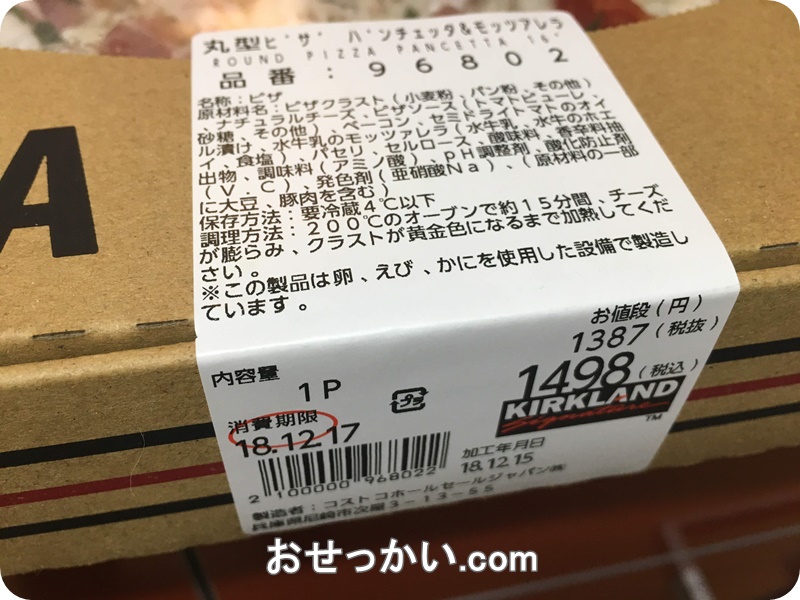 A
丸型ピザ パンチェッタ&モッツアレラ
ROUND PIZZA PANCETTA 16"
品番:96802
名称:ピザ
原材料名:ピザクラスト(小麦粉、パン粉、その他)
、ナチュラルチーズ、ピザソース(トマトピューレ、
砂糖、その他)、ベーコン、セミドライトマトのオイ
ル漬け、水牛乳のモッツァレラ(水牛乳、水牛のホエ
イ、食塩)、パセリ、セルロース、酸味料、香辛料抽
出物、調味料(アミノ酸)、pH調整剤、酸化防止剤
(V.C)、発色剤(亜硝酸Na)、(原材料の一部
に大豆、豚肉を含む)
保存方法:要冷蔵4℃以下
調理方法:200℃のオーブンで約15分間、チーズ
が膨らみ、クラストが黄金色になるまで加熱してくだ
さい。
※この製品は卵、えび、かにを使用した設備で製造し
ています。
お値段(円)
1387(税抜)
1498(税込)
内容量
1P
プラ
KIRKLAND
Signature
TM
消費期限
18.12.17
加工年月日
18.12.15
2 100000 968022
製造者:コストコホールセールジャパン㈱
兵庫県尼崎市次屋3-13-55
おせっかい.com